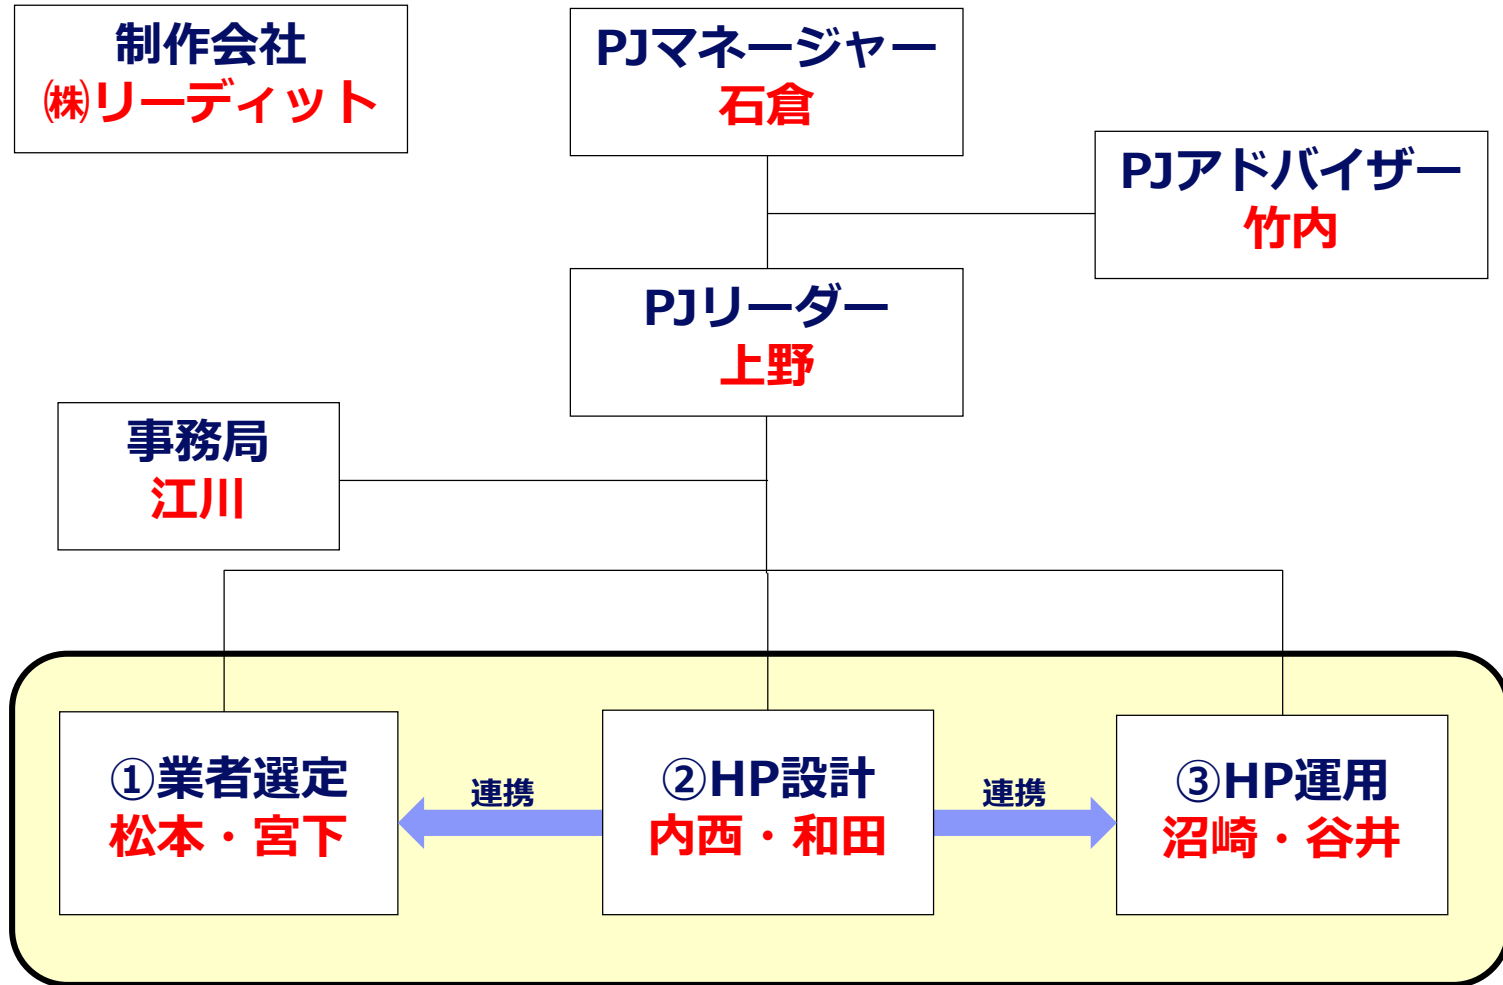 制作会社
㈱リーディット
PJマネージャー
石倉
PJアドバイザー
竹内
PJリーダー
上野
事務局
江川
①業者選定
松本・宮下
連携
②HP設計
内西・和田
連携
③HP運用
沼崎・谷井